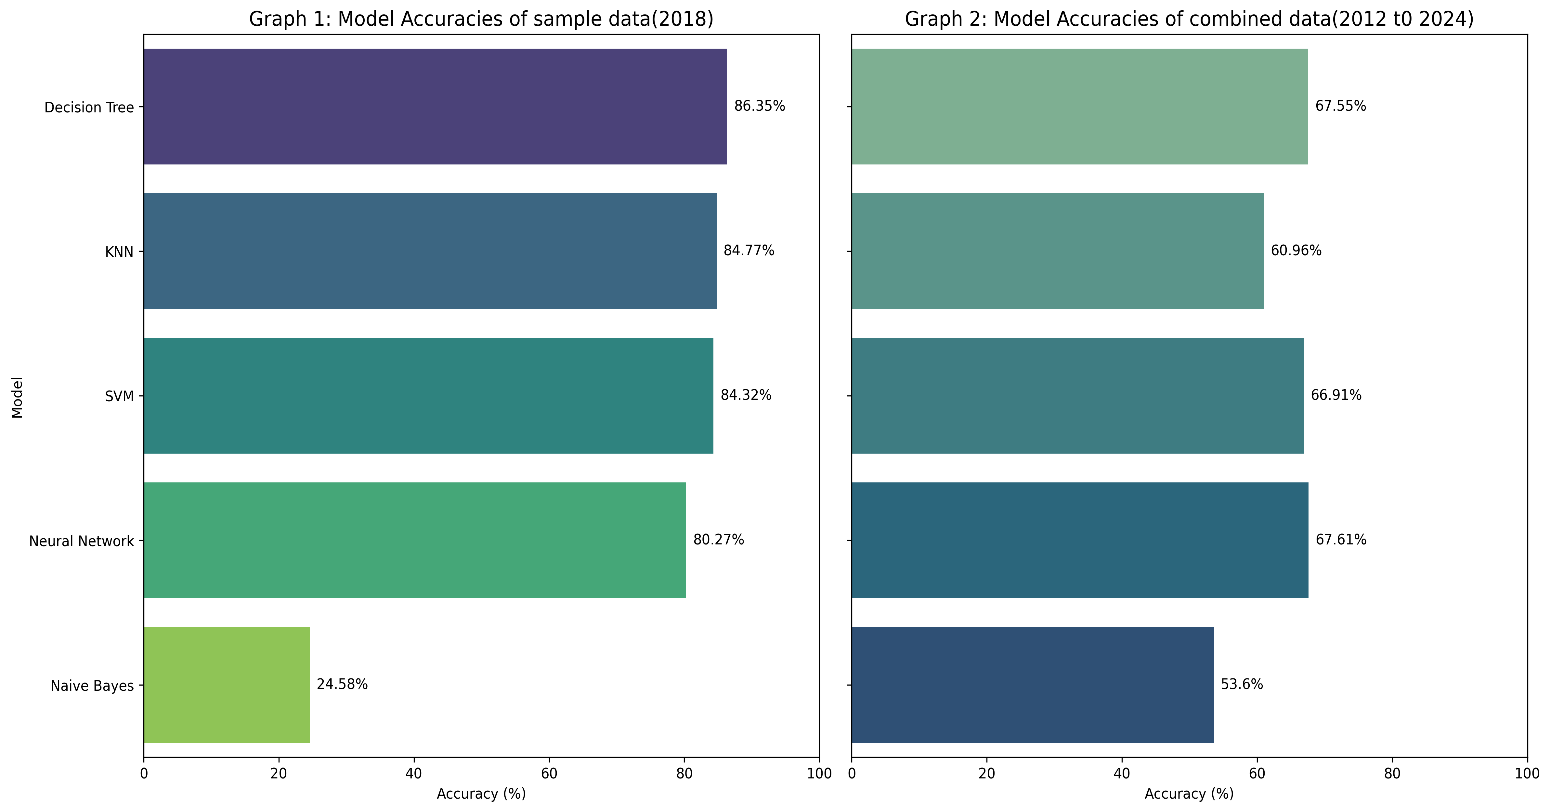 Graph 1: Model Accuracies of sample data(2018)
Model
Decision Tree
KNN
SVM
Neural Network
Naive Bayes
86.35%
84.77%
84.32%
80.27%
24.58%
0 20 40 60 80 100
Accuracy (%)
Graph 2: Model Accuracies of combined data(2012 t0 2024)
67.55%
60.96%
66.91%
67.61%
53.6%
0 20 40 60 80 100
Accuracy (%)